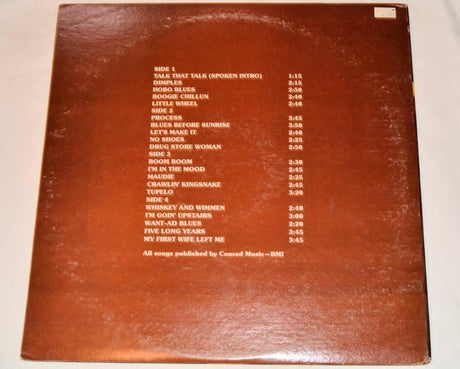 SIDE 1
TALK THAT TALK (SPOKEN INTRO) 1:15
DIMPLES 2:15
HOBO BLUES 2:50
BOOGIE CHILLUN 2:40
LITTLE WHEEL 2:40
SIDE 2
PROCESS 3:45
BLUES BEFORE SUNRISE 3:50
LET'S MAKE IT 2:40
NO SHOES 2:25
DRUG STORE WOMAN 2:50
SIDE 3
BOOM BOOM 2:30
I'M IN THE MOOD 2:45
MAUDIE 2:25
CRAWLIN' KINGSNAKE 2:45
TUPELO 3:20
SIDE 4
WHISKEY AND WIMMEN 2:40
I'M GOIN' UPSTAIRS 3:00
WANT-AD BLUES 2:20
FIVE LONG YEARS 3:45
MY FIRST WIFE LEFT ME 3:45
All songs published by Conrad Music—BMI